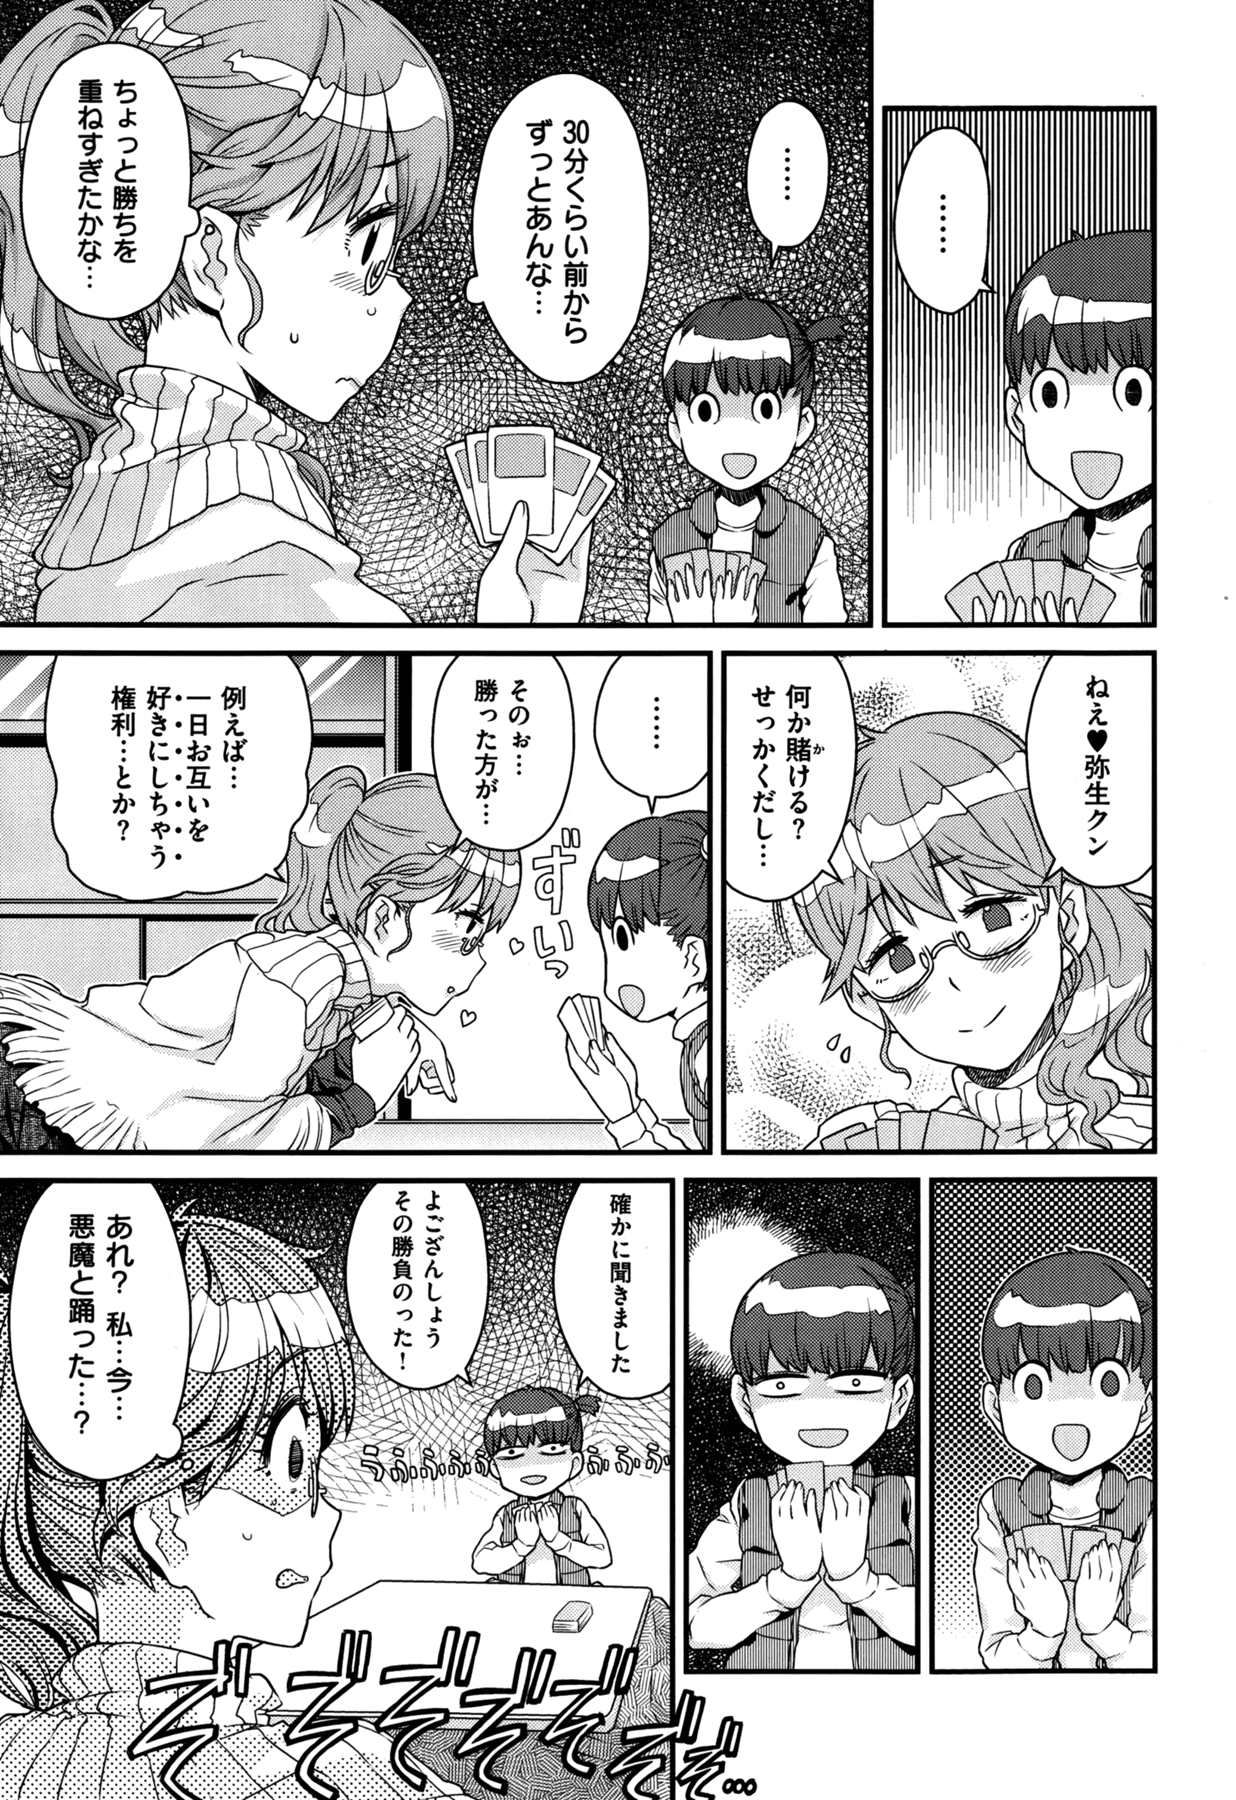 ……
……
30分くらい前から
ずっとあんな…
ちょっと勝ちを
重ねすぎたかな…
ねえ♥弥生クン
何か賭ける?
か
せっかくだし…
……
そのぉ…
勝った方が…
ずいっ
例えば…
一日お互いを
好きにしちゃう
権利…とか?
確かに聞きました
よござんしょう
その勝負のった!
うふふふふふふふふ
あれ? 私…今…
悪魔と踊った…?
ぞぞぞぞぞぞぞ…